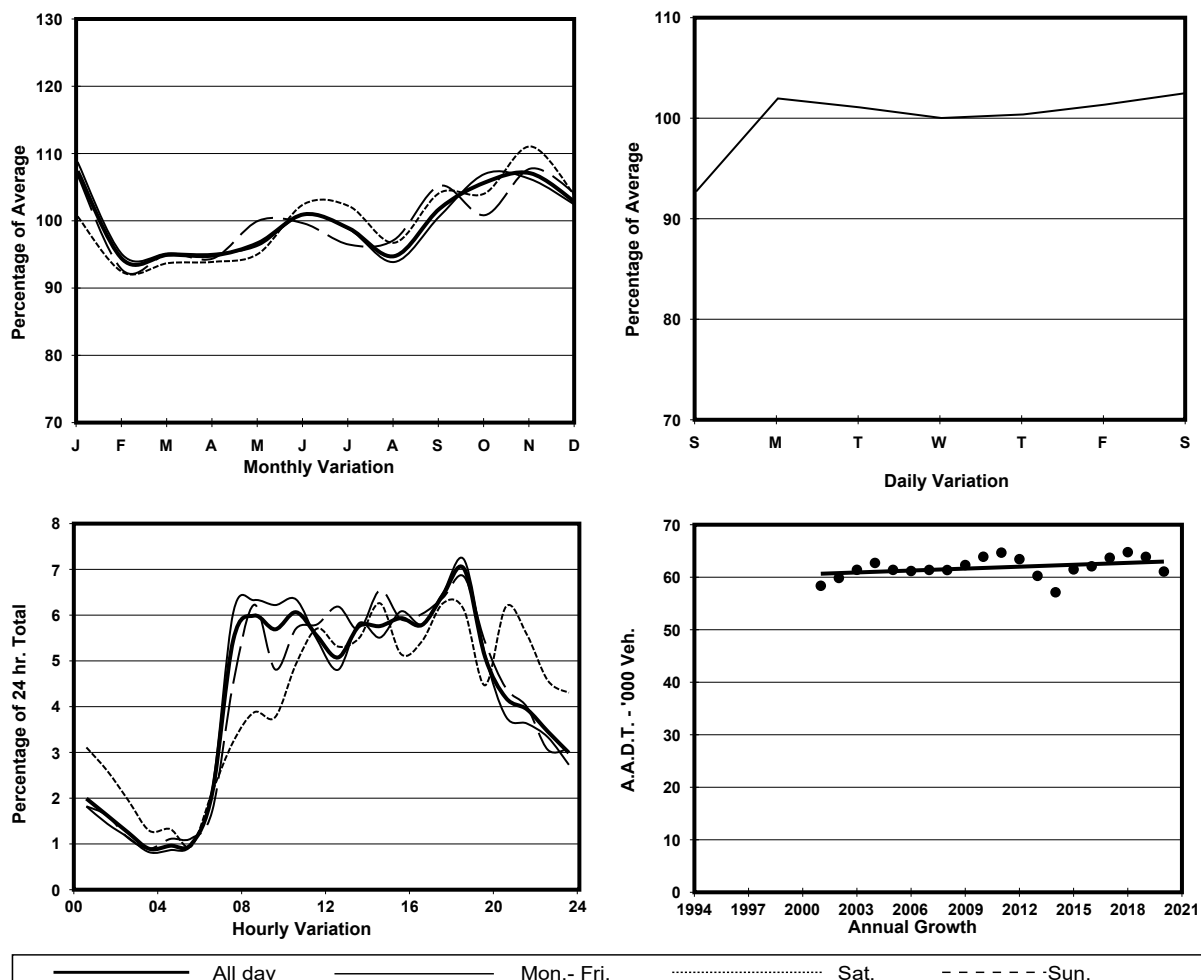 130
120
110
100
90
80
70
Percentage of Average
J F M A M J J A S O N D
Monthly Variation
110
100
90
80
70
Percentage of Average
S M T W T F S
Daily Variation
8
7
6
5
4
3
2
1
0
Percentage of 24 hr. Total
00 04 08 12 16 20 24
Hourly Variation
70
60
50
40
30
20
10
0
A.A.D.T. - '000 Veh.
1994 1997 2000 2003 2006 2009 2012 2015 2018 2021
Annual Growth
All day Mon.- Fri. Sat. Sun.